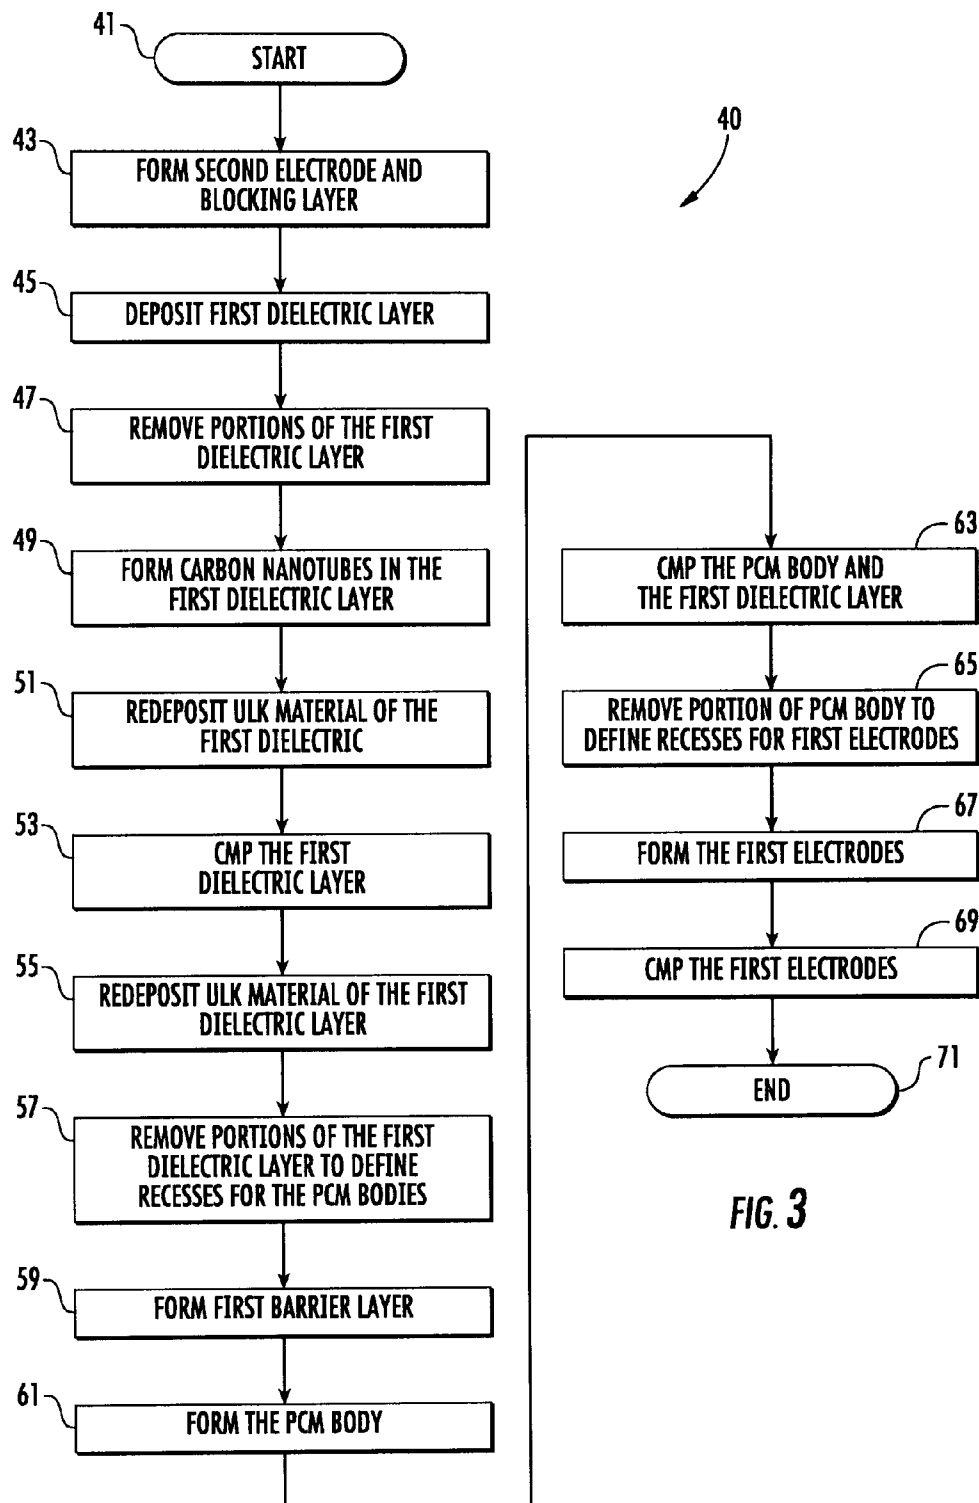 41
START
40
43
FORM SECOND ELECTRODE AND
BLOCKING LAYER
45
DEPOSIT FIRST DIELECTRIC LAYER
47
REMOVE PORTIONS OF THE FIRST
DIELECTRIC LAYER
49
FORM CARBON NANOTUBES IN THE
FIRST DIELECTRIC LAYER
51
REDEPOSIT ULK MATERIAL OF THE
FIRST DIELECTRIC
53
CMP THE FIRST
DIELECTRIC LAYER
55
REDEPOSIT ULK MATERIAL OF THE FIRST
DIELECTRIC LAYER
57
REMOVE PORTIONS OF THE FIRST
DIELECTRIC LAYER TO DEFINE
RECESSES FOR THE PCM BODIES
59
FORM FIRST BARRIER LAYER
61
FORM THE PCM BODY
63
CMP THE PCM BODY AND
THE FIRST DIELECTRIC LAYER
65
REMOVE PORTION OF PCM BODY TO
DEFINE RECESSES FOR FIRST ELECTRODES
67
FORM THE FIRST ELECTRODES
69
CMP THE FIRST ELECTRODES
71
END
FIG. 3